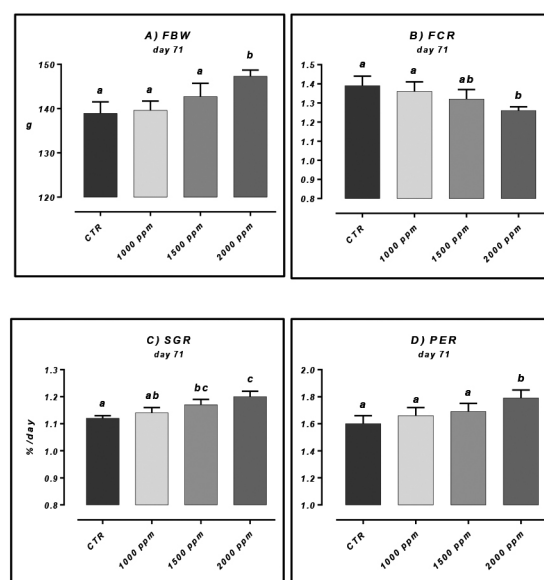 A) FBW
day 71
150
140
130
120
g
a
a
a
b
CTR
1000 ppm
1500 ppm
2000 ppm
B) FCR
day 71
1.5
1.4
1.3
1.2
1.1
1.0
0.9
0.8
a
a
ab
b
CTR
1000 ppm
1500 ppm
2000 ppm
C) SGR
day 71
1.3
1.2
1.1
1.0
0.9
0.8
%/day
a
ab
bc
c
CTR
1000 ppm
1500 ppm
2000 ppm
D) PER
day 71
2.0
1.8
1.6
1.4
1.2
1.0
a
a
a
b
CTR
1000 ppm
1500 ppm
2000 ppm